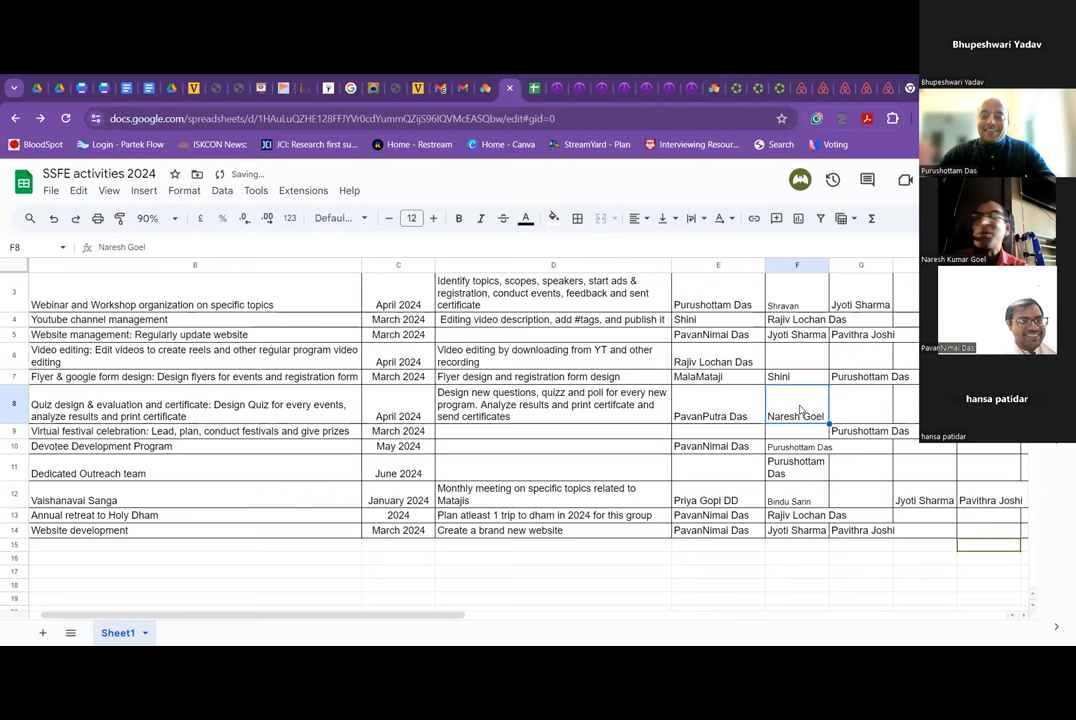 Bhupeshwari Yadav
Bhupeshwari Yadav
docs.google.com/spreadsheets/d/1HAuLuQZHE128FFJYVr0cdYummQZijS96IQVMcEASQbw/edit#gid=0
BloodSpot
Login - Partek Flow
ISKCON News:
JCI: Research first su...
Home - Restream
Home - Canva
StreamYard - Plan
Interviewing Resour...
Search
Voting
SSFE activities 2024
Saving...
File Edit View Insert Format Data Tools Extensions Help
Purushottam Das
90% £ % .0 .00 123 Defaul... 12 B I A
F8 Naresh Goel
B C D E F G
3 Webinar and Workshop organization on specific topics April 2024 Identify topics, scopes, speakers, start ads &
registration, conduct events, feedback and sent
certificate Purushottam Das Shravan Jyoti Sharma
4 Youtube channel management March 2024 Editing video description, add #tags, and publish it Shini Rajiv Lochan Das
5 Website management: Regularly update website March 2024 PavanNimai Das Jyoti Sharma Pavithra Joshi
6 Video editing: Edit videos to create reels and other regular program video
editing April 2024 Video editing by downloading from YT and other
recording Rajiv Lochan Das
7 Flyer & google form design: Design flyers for events and registration form March 2024 Flyer design and registration form design MalaMataji Shini Purushottam Das
8 Quiz design & evaluation and certificate: Design Quiz for every events,
analyze results and print certificate April 2024 Design new questions, quizz and poll for every new
program. Analyze results and print certifcate and
send certificates PavanPutra Das Naresh Goel
9 Virtual festival celebration: Lead, plan, conduct festivals and give prizes March 2024 Purushottam Das
10 Devotee Development Program May 2024 PavanNimai Das Purushottam Das
11 Dedicated Outreach team June 2024 Purushottam
Das
12 Vaishanavai Sanga January 2024 Monthly meeting on specific topics related to
Matajis Priya Gopi DD Bindu Sarin Jyoti Sharma Pavithra Joshi
13 Annual retreat to Holy Dham 2024 Plan atleast 1 trip to dham in 2024 for this group PavanNimai Das Rajiv Lochan Das
14 Website development March 2024 Create a brand new website PavanNimai Das Jyoti Sharma Pavithra Joshi
15
16
17
18
19
Sheet1
Naresh Kumar Goel
PavanNimai Das
hansa patidar
hansa patidar